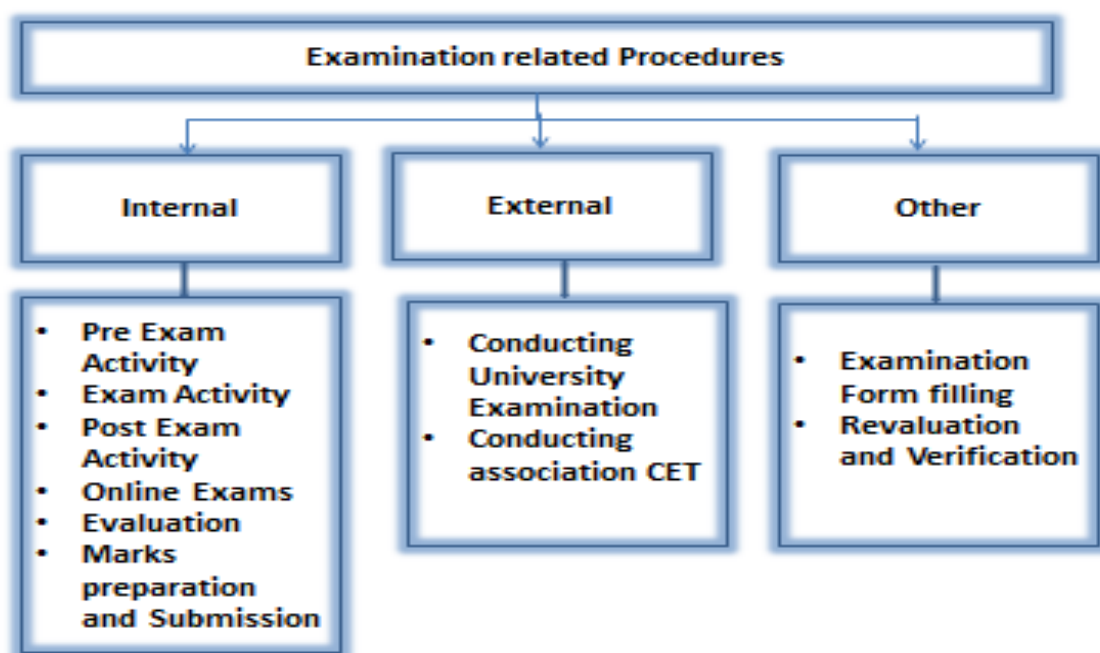 Examination related Procedures
Internal
External
Other
• Pre Exam
Activity
• Exam Activity
• Post Exam
Activity
• Online Exams
• Evaluation
• Marks
preparation
and Submission
• Conducting
University
Examination
• Conducting
association CET
• Examination
Form filling
• Revaluation
and Verification